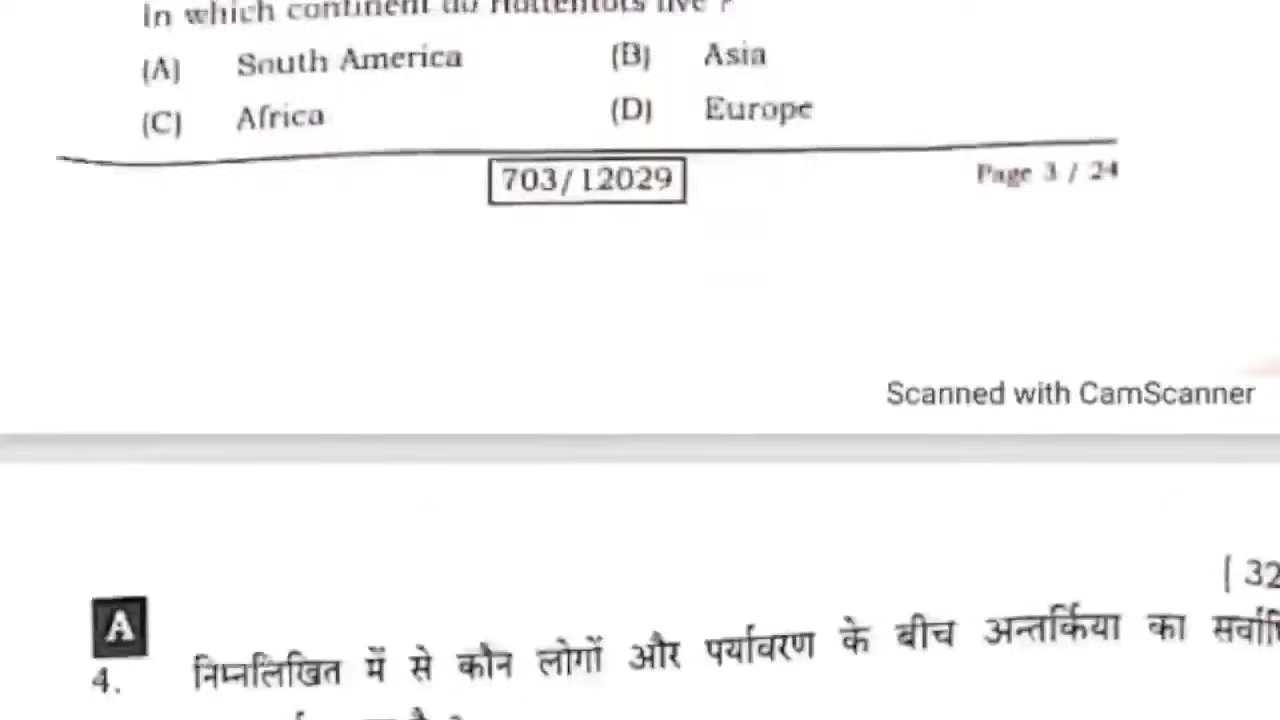 In which continent do Hottentots live ?
(A) South America (B) Asia
(C) Africa (D) Europe
703/12029
Page 3 / 24
Scanned with CamScanner
[ 32
A
4. निम्नलिखित में से कौन लोगों और पर्यावरण के बीच अन्तर्किया का